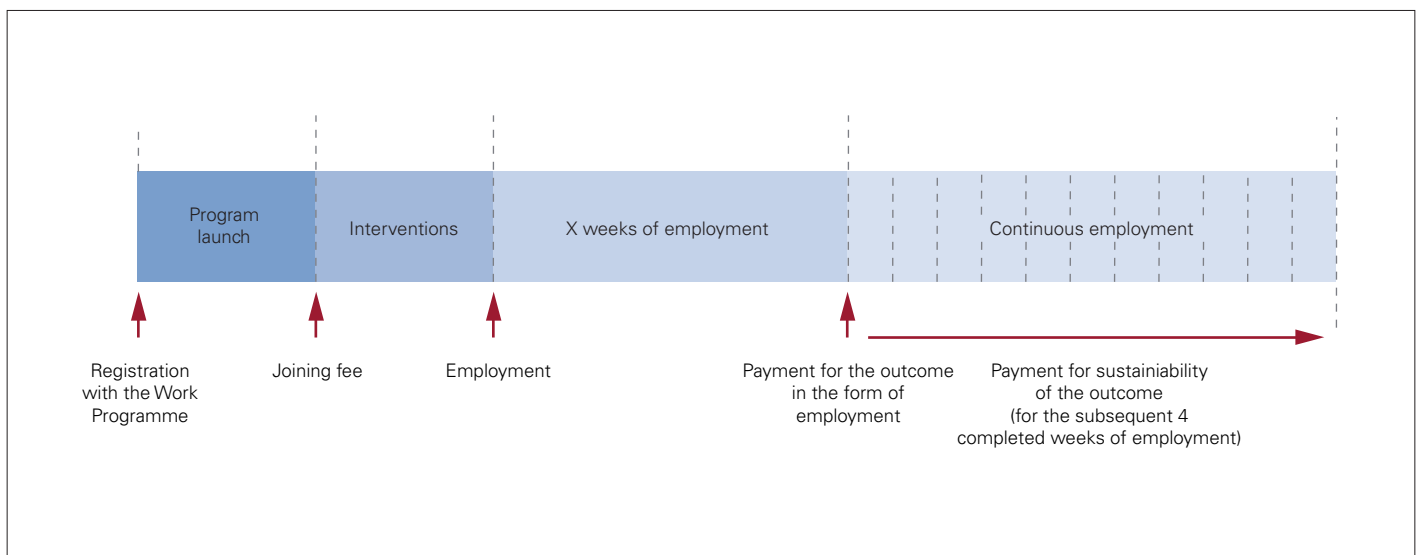 Program
launch
Interventions
X weeks of employment
Continuous employment
Registration
with the Work
Programme
Joining fee
Employment
Payment for the outcome
in the form of
employment
Payment for sustainiability
of the outcome
(for the subsequent 4
completed weeks of employment)